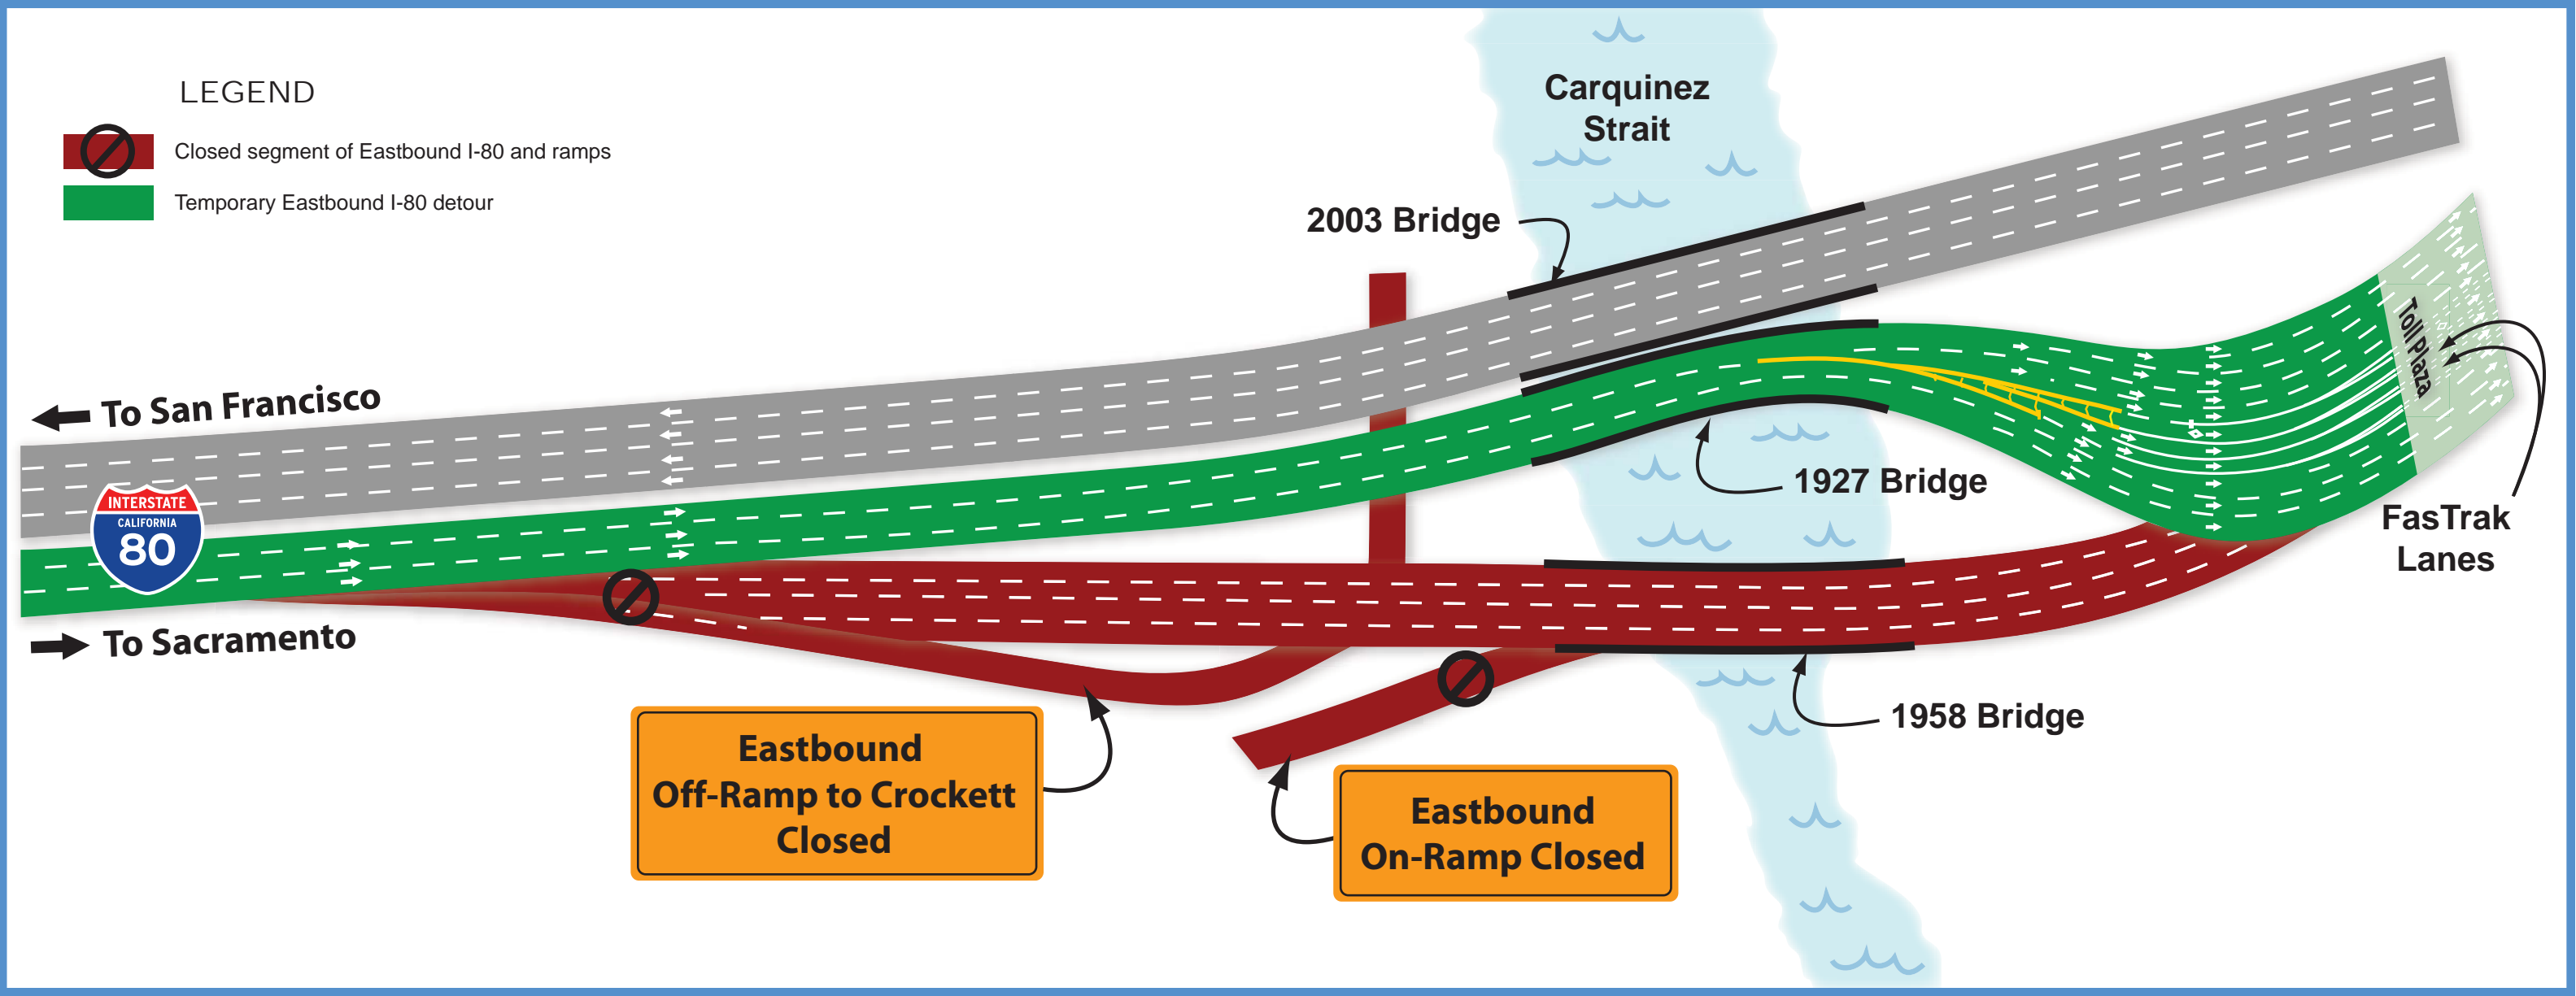 LEGEND
Closed segment of Eastbound I-80 and ramps
Temporary Eastbound I-80 detour
Carquinez
Strait
2003 Bridge
To San Francisco
INTERSTATE
CALIFORNIA
80
To Sacramento
1927 Bridge
Toll Plaza
FasTrak
Lanes
1958 Bridge
Eastbound
Off-Ramp to Crockett
Closed
Eastbound
On-Ramp Closed